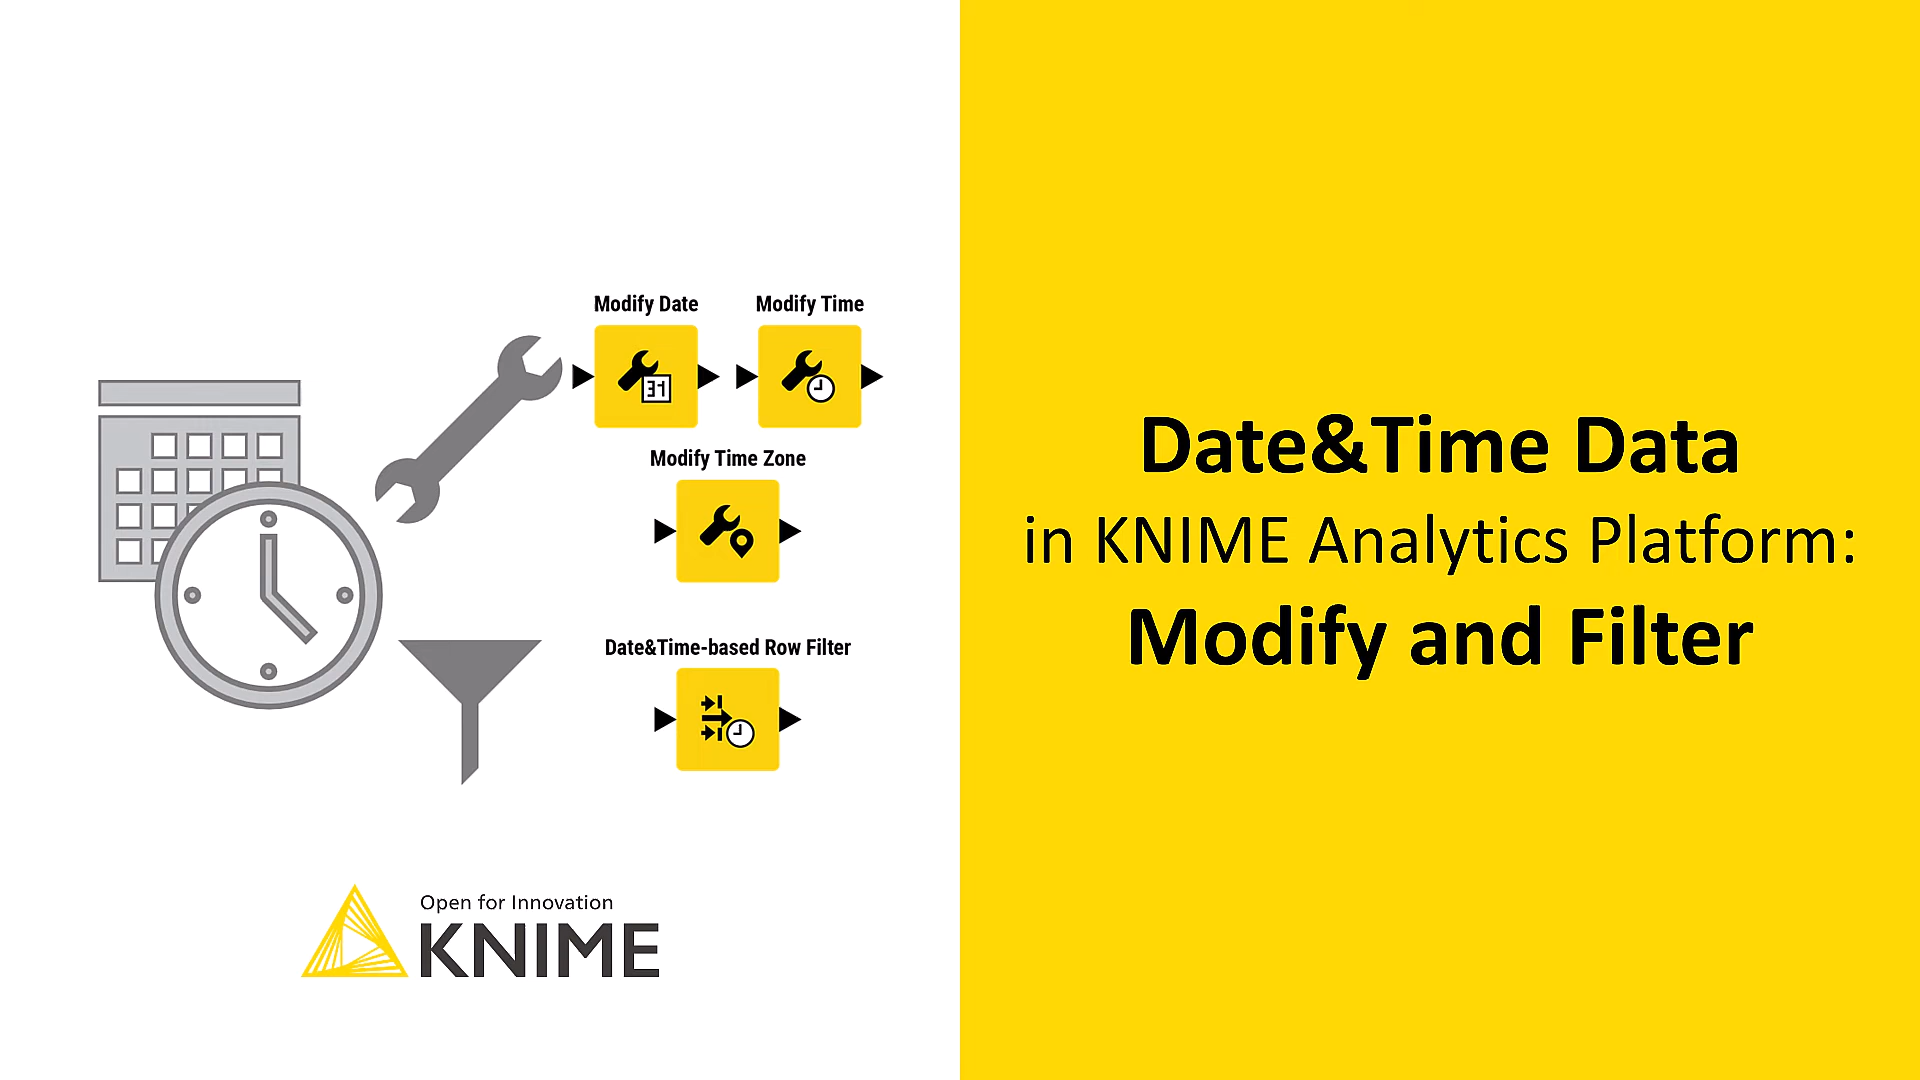 Modify Date
Modify Time
31
Modify Time Zone
Date&Time-based Row Filter
Open for Innovation
KNIME
Date&Time Data
in KNIME Analytics Platform:
Modify and Filter